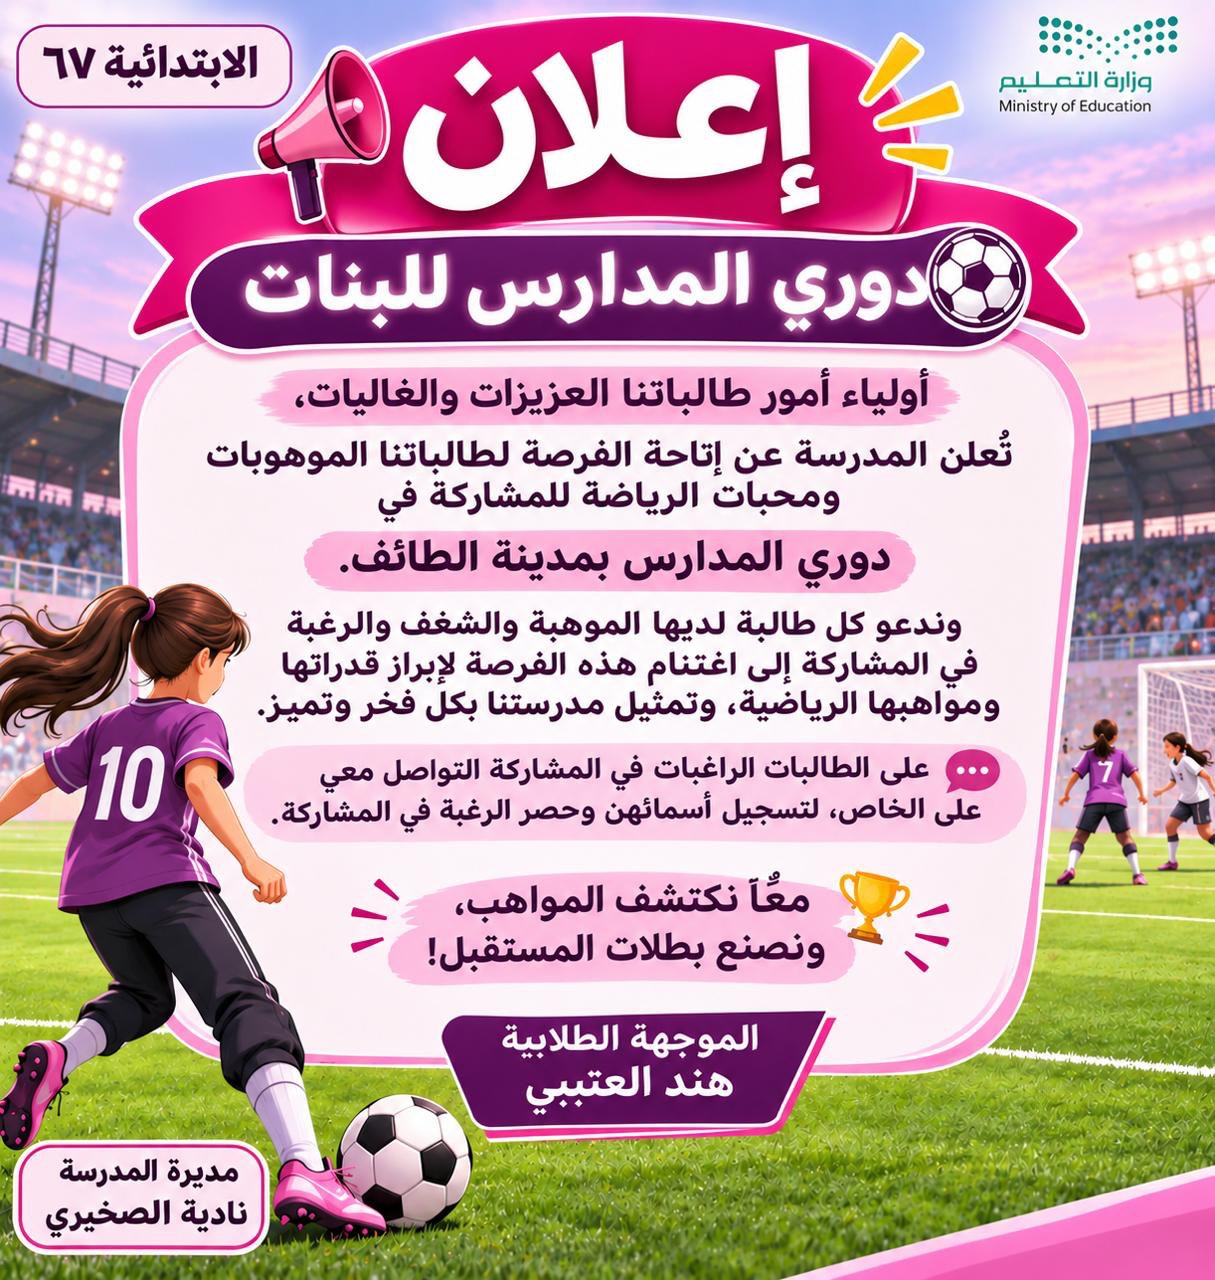 الابتدائية ٦٧
وزارة التعليم
Ministry of Education
إعلان
دوري المدارس للبنات
أولياء أمور طالباتنا العزيزات والغاليات،
تُعلن المدرسة عن إتاحة الفرصة لطالباتنا الموهوبات
ومحبات الرياضة للمشاركة في
دوري المدارس بمدينة الطائف.
وندعو كل طالبة لديها الموهبة والشغف والرغبة
في المشاركة إلى اغتنام هذه الفرصة لإبراز قدراتها
ومواهبها الرياضية، وتمثيل مدرستنا بكل فخر وتميز.
على الطالبات الراغبات في المشاركة التواصل معي
على الخاص، لتسجيل أسمائهن وحصر الرغبة في المشاركة.
معًا نكتشف المواهب،
ونصنع بطلات المستقبل!
الموجهة الطلابية
هند العتيبي
مديرة المدرسة
نادية الصخيري
10
7